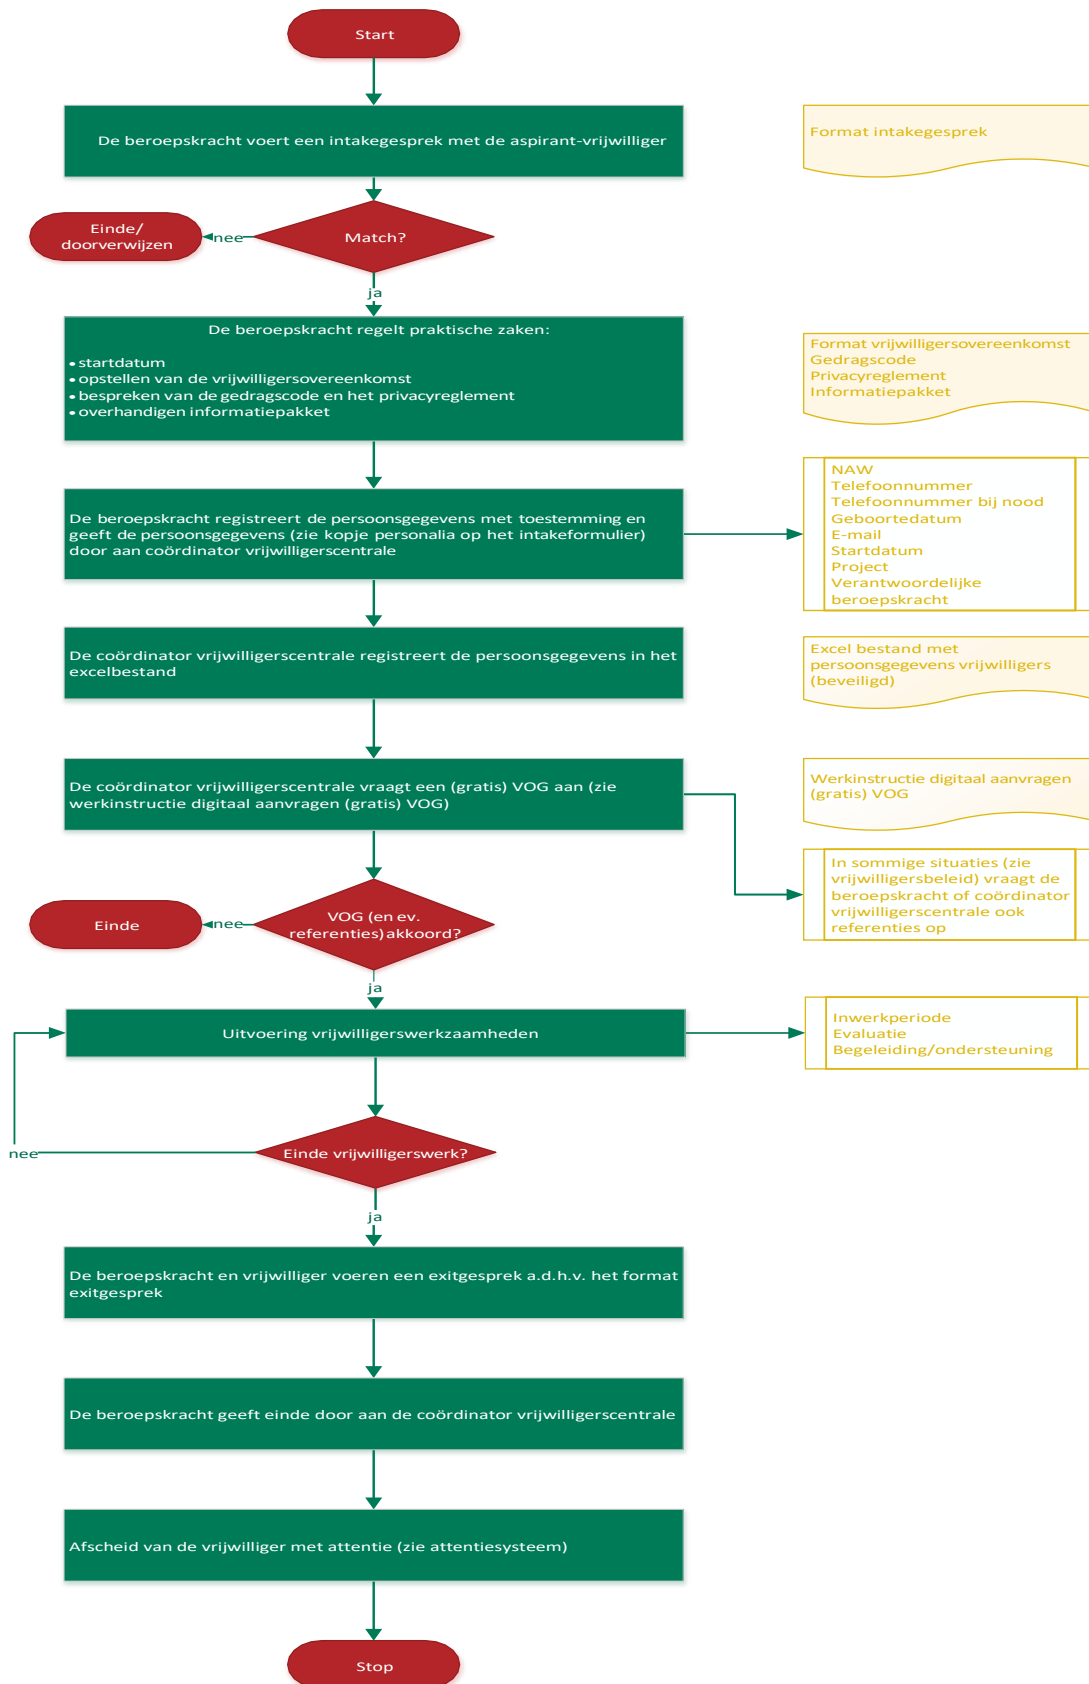 Start
De beroepskracht voert een intakegesprek met de aspirant-vrijwilliger
Format intakegesprek
Einde/
doorverwijzen
nee
Match?
ja
De beroepskracht regelt praktische zaken:
• startdatum
• opstellen van de vrijwilligersovereenkomst
• bespreken van de gedragscode en het privacyreglement
• overhandigen informatiepakket
Format vrijwilligersovereenkomst
Gedragscode
Privacyreglement
Informatiepakket
De beroepskracht registreert de persoonsgegevens met toestemming en
geeft de persoonsgegevens (zie kopje personalia op het intakeformulier)
door aan coördinator vrijwilligerscentrale
NAW
Telefoonnummer
Telefoonnummer bij nood
Geboortedatum
E-mail
Startdatum
Project
Verantwoordelijke
beroepskracht
De coördinator vrijwilligerscentrale registreert de persoonsgegevens in het
excelbestand
Excel bestand met
persoonsgegevens vrijwilligers
(beveiligd)
De coördinator vrijwilligerscentrale vraagt een (gratis) VOG aan (zie
werkinstructie digitaal aanvragen (gratis) VOG)
Werkinstructie digitaal aanvragen
(gratis) VOG
In sommige situaties (zie
vrijwilligersbeleid) vraagt de
beroepskracht of coördinator
vrijwilligerscentrale ook
referenties op
Einde
nee
VOG (en ev.
referenties) akkoord?
ja
Uitvoering vrijwilligerswerkzaamheden
Inwerkperiode
Evaluatie
Begeleiding/ondersteuning
nee
Einde vrijwilligerswerk?
ja
De beroepskracht en vrijwilliger voeren een exitgesprek a.d.h.v. het format
exitgesprek
De beroepskracht geeft einde door aan de coördinator vrijwilligerscentrale
Afscheid van de vrijwilliger met attentie (zie attentiesysteem)
Stop